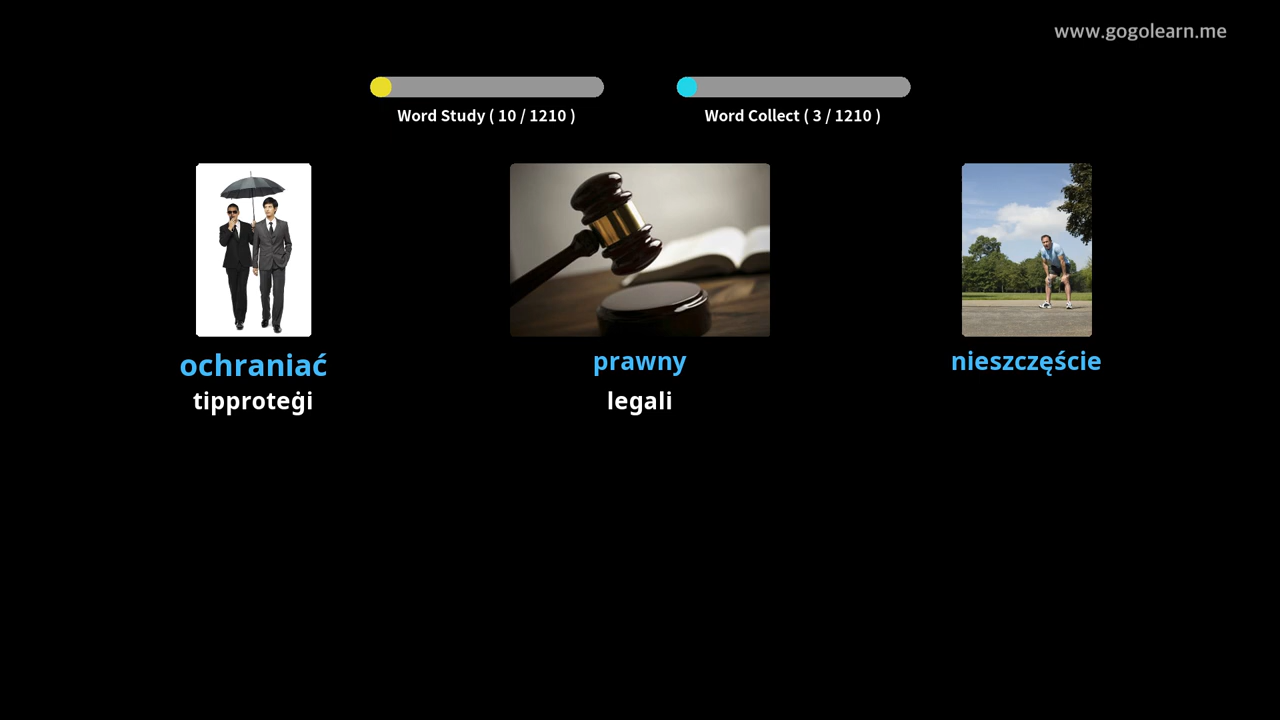 www.gogolearn.me
Word Study ( 10 / 1210 )
Word Collect ( 3 / 1210 )
ochraniać
tipproteġi
prawny
legali
nieszczęście